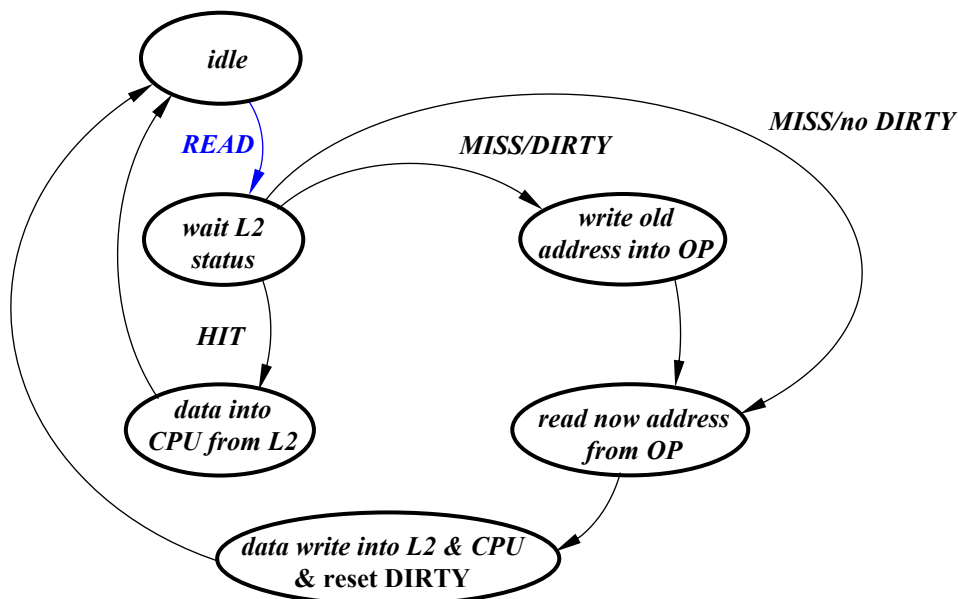 idle
READ
MISS/DIRTY
MISS/no DIRTY
wait L2
status
write old
address into OP
HIT
data into
CPU from L2
read now address
from OP
data write into L2 & CPU
& reset DIRTY